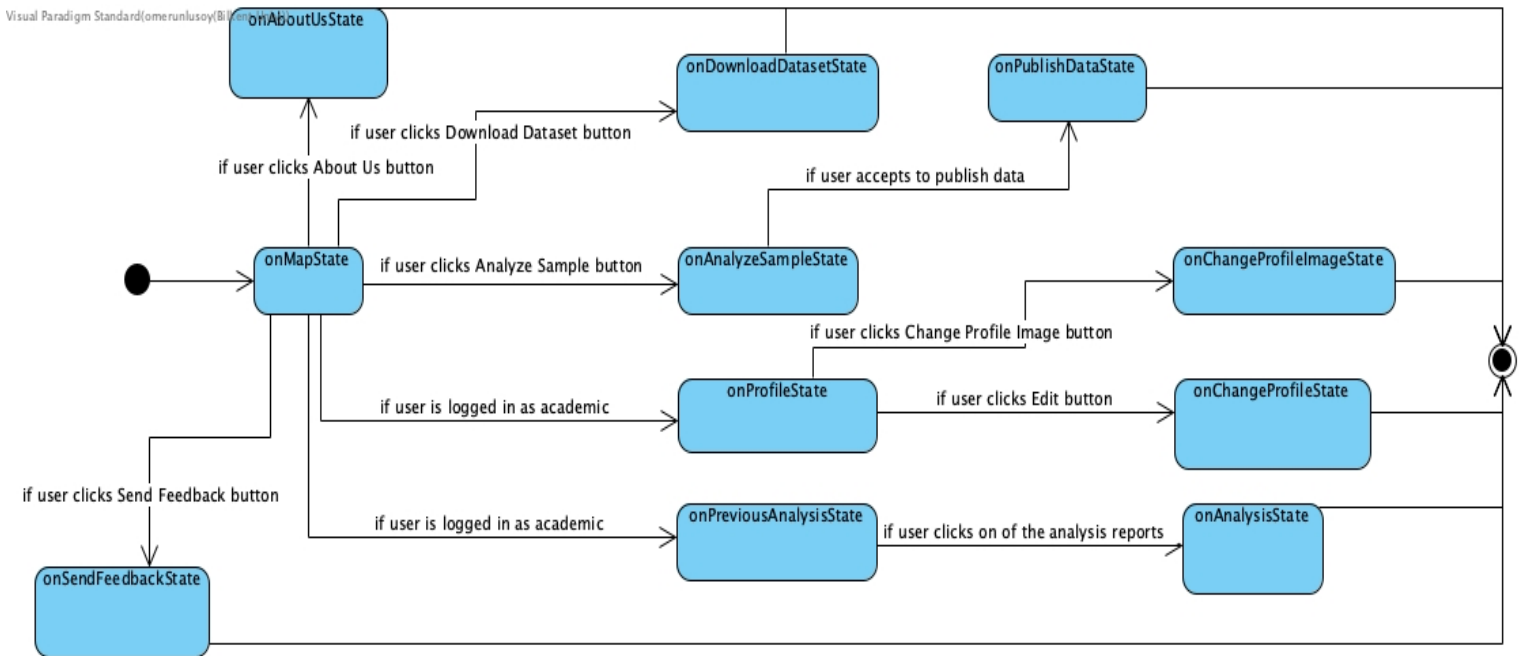 Visual Paradigm Standard(omerunlusoy(Bilkent
onAboutUsState
onDownloadDatasetState
onPublishDataState
if user clicks Download Dataset button
if user clicks About Us button
if user accepts to publish data
onMapState
if user clicks Analyze Sample button
onAnalyzeSampleState
onChangeProfileImageState
if user clicks Change Profile Image button
onProfileState
onChangeProfileState
if user is logged in as academic
if user clicks Edit button
if user clicks Send Feedback button
if user is logged in as academic
onPreviousAnalysisState
if user clicks on of the analysis reports
onAnalysisState
onSendFeedbackState